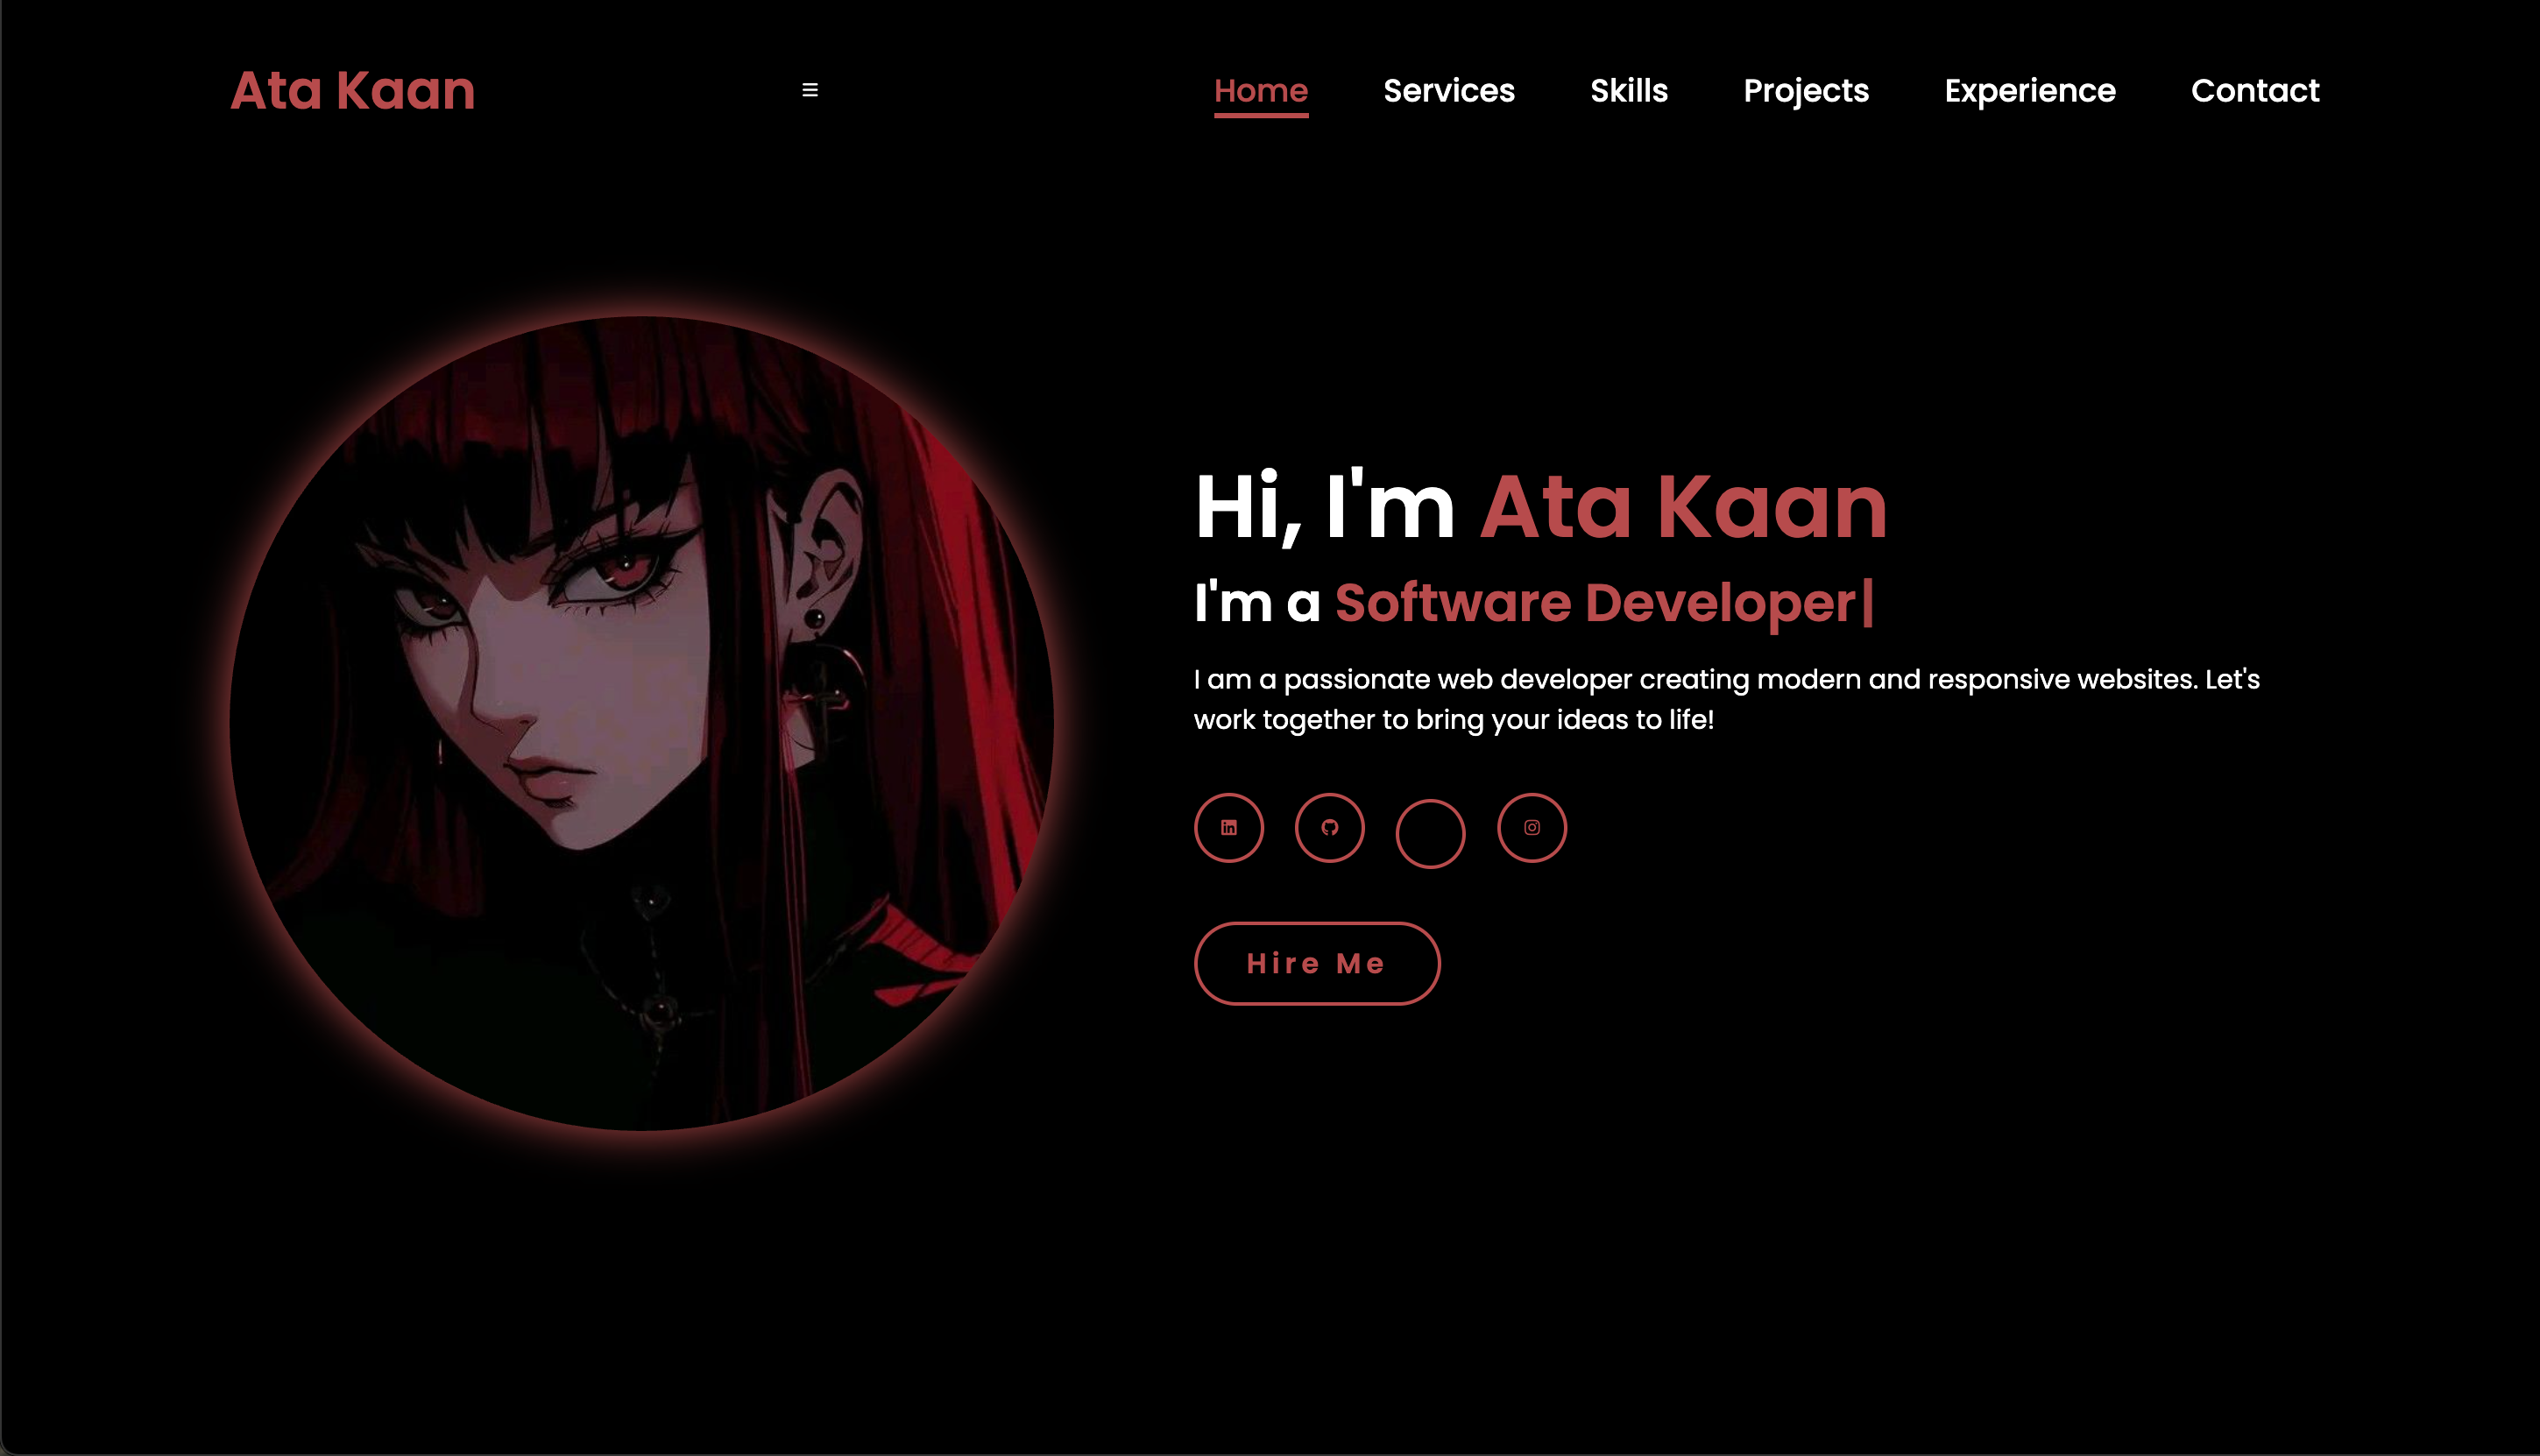 Ata Kaan
Home Services Skills Projects Experience Contact
Hi, I'm Ata Kaan
I'm a Software Developer|
I am a passionate web developer creating modern and responsive websites. Let's
work together to bring your ideas to life!
Hire Me